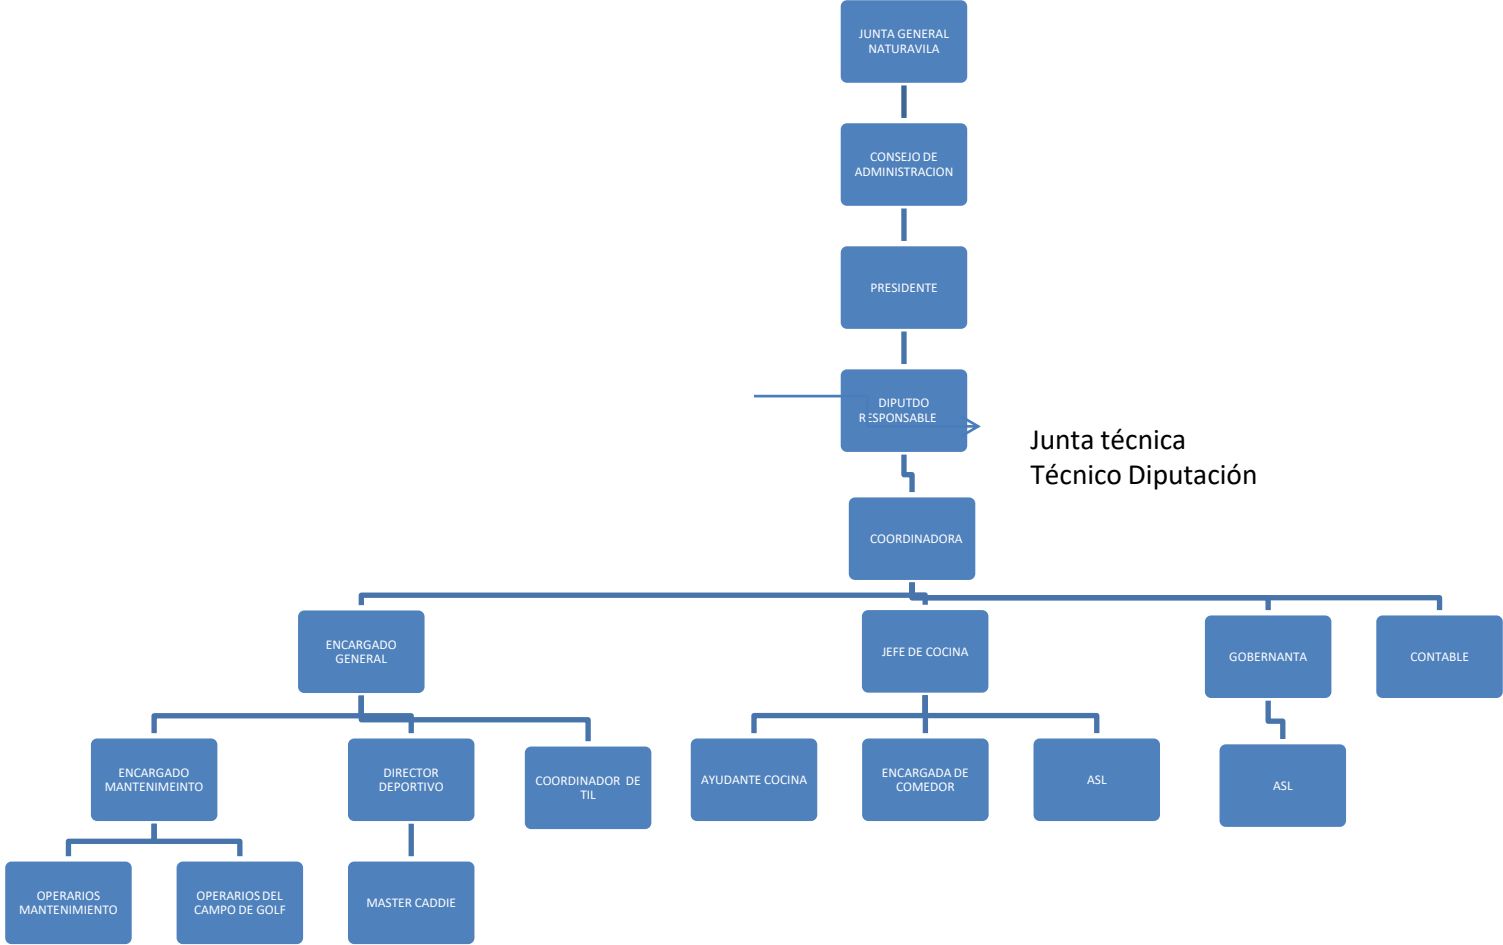 JUNTA GENERAL
NATURAVILA
CONSEJO DE
ADMINISTRACION
PRESIDENTE
DIPUTDO
RESPONSABLE
Junta técnica
Técnico Diputación
COORDINADORA
ENCARGADO
GENERAL
JEFE DE COCINA
GOBERNANTA
CONTABLE
ENCARGADO
MANTENIMEINTO
DIRECTOR
DEPORTIVO
COORDINADOR DE
TIL
AYUDANTE COCINA
ENCARGADA DE
COMEDOR
ASL
ASL
OPERARIOS
MANTENIMIENTO
OPERARIOS DEL
CAMPO DE GOLF
MASTER CADDIE